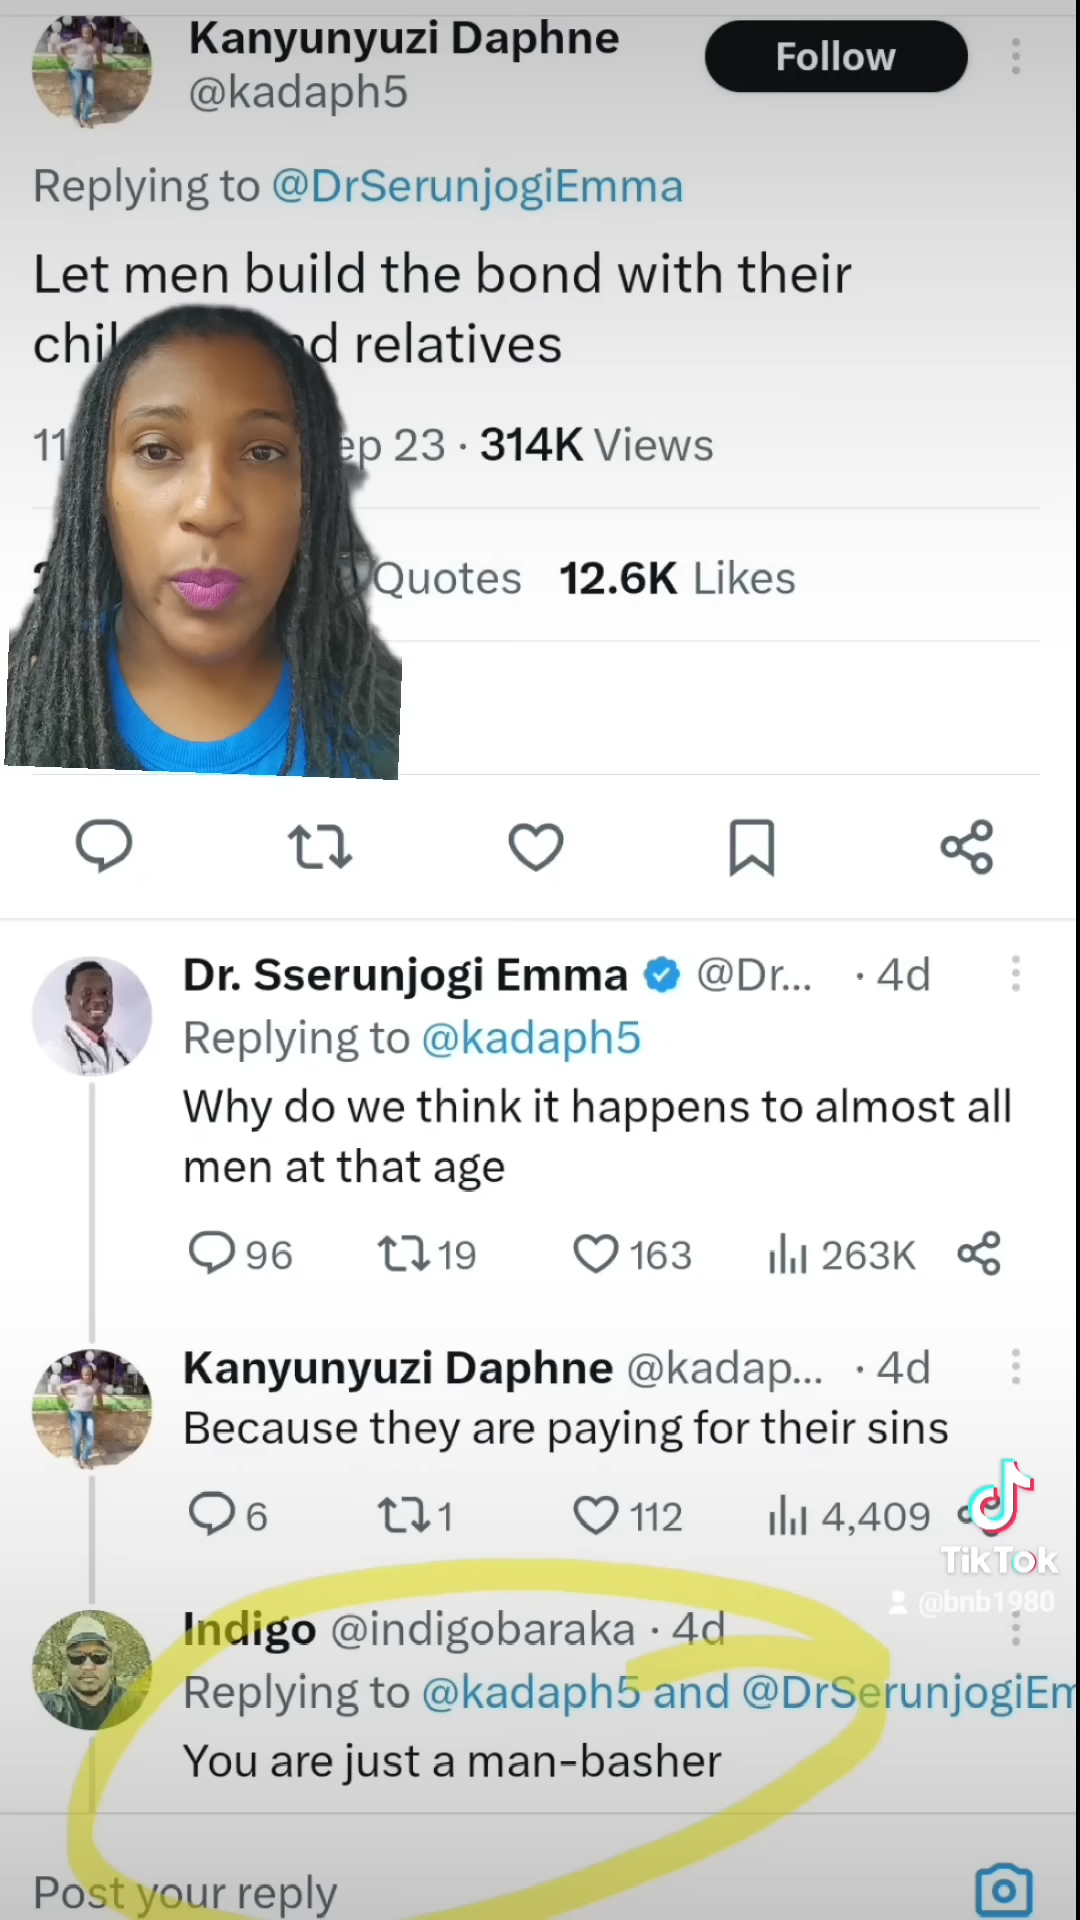 Kanyunyuzi Daphne
Follow
@kadaph5
Replying to @DrSerunjogiEmma
Let men build the bond with their
relatives
23 · 314K Views
Quotes 12.6K Likes
Dr. Sserunjogi Emma @Dr... · 4d
Replying to @kadaph5
Why do we think it happens to almost all
men at that age
96 19 163 263K
Kanyunyuzi Daphne @kadap... · 4d
Because they are paying for their sins
6 1 112 4,409
TikTok
@bnb1980
Indigo @indigobaraka · 4d
Replying to @kadaph5 and @DrSerunjogiEm
You are just a man-basher
Post your reply